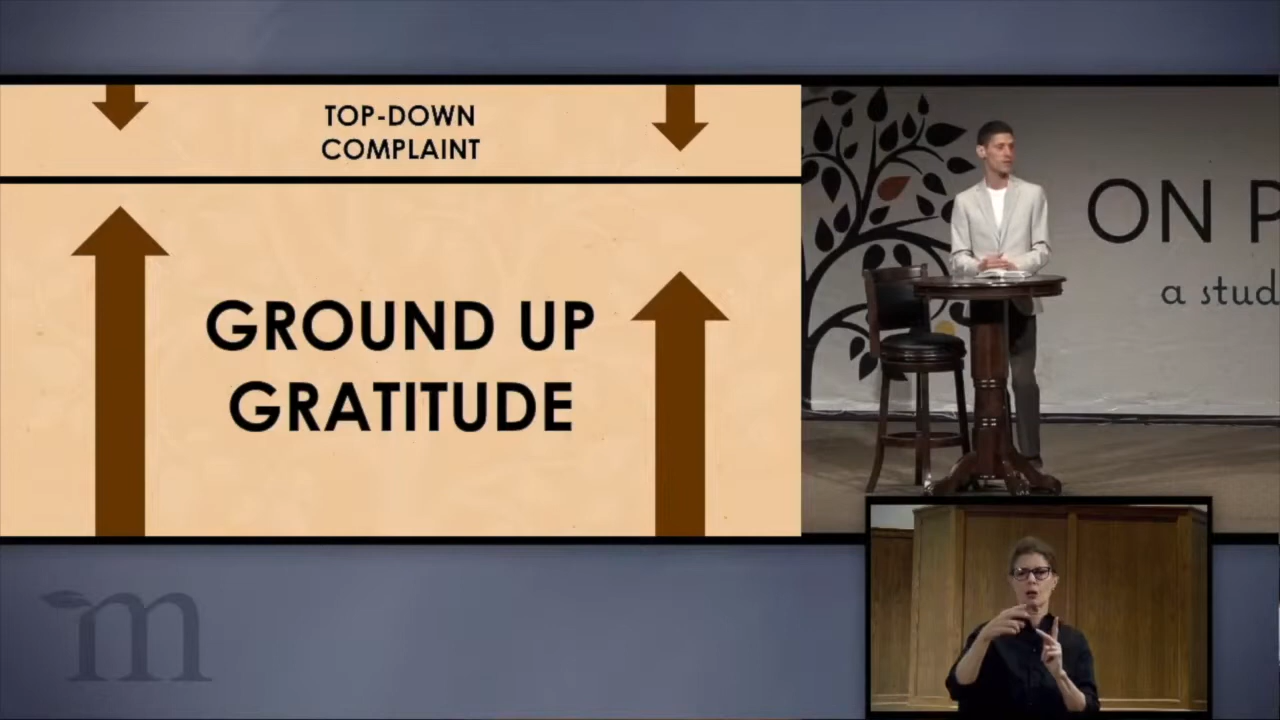 TOP-DOWN
COMPLAINT
GROUND UP
GRATITUDE
ON P
a stud
m